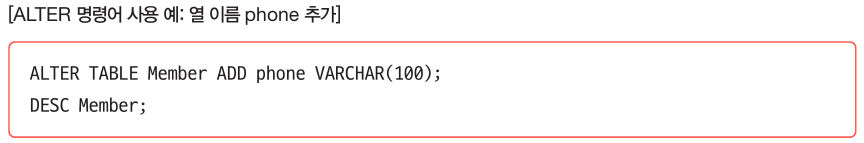 [ALTER 명령어 사용 예: 열 이름 phone 추가]
ALTER TABLE Member ADD phone VARCHAR(100);
DESC Member;